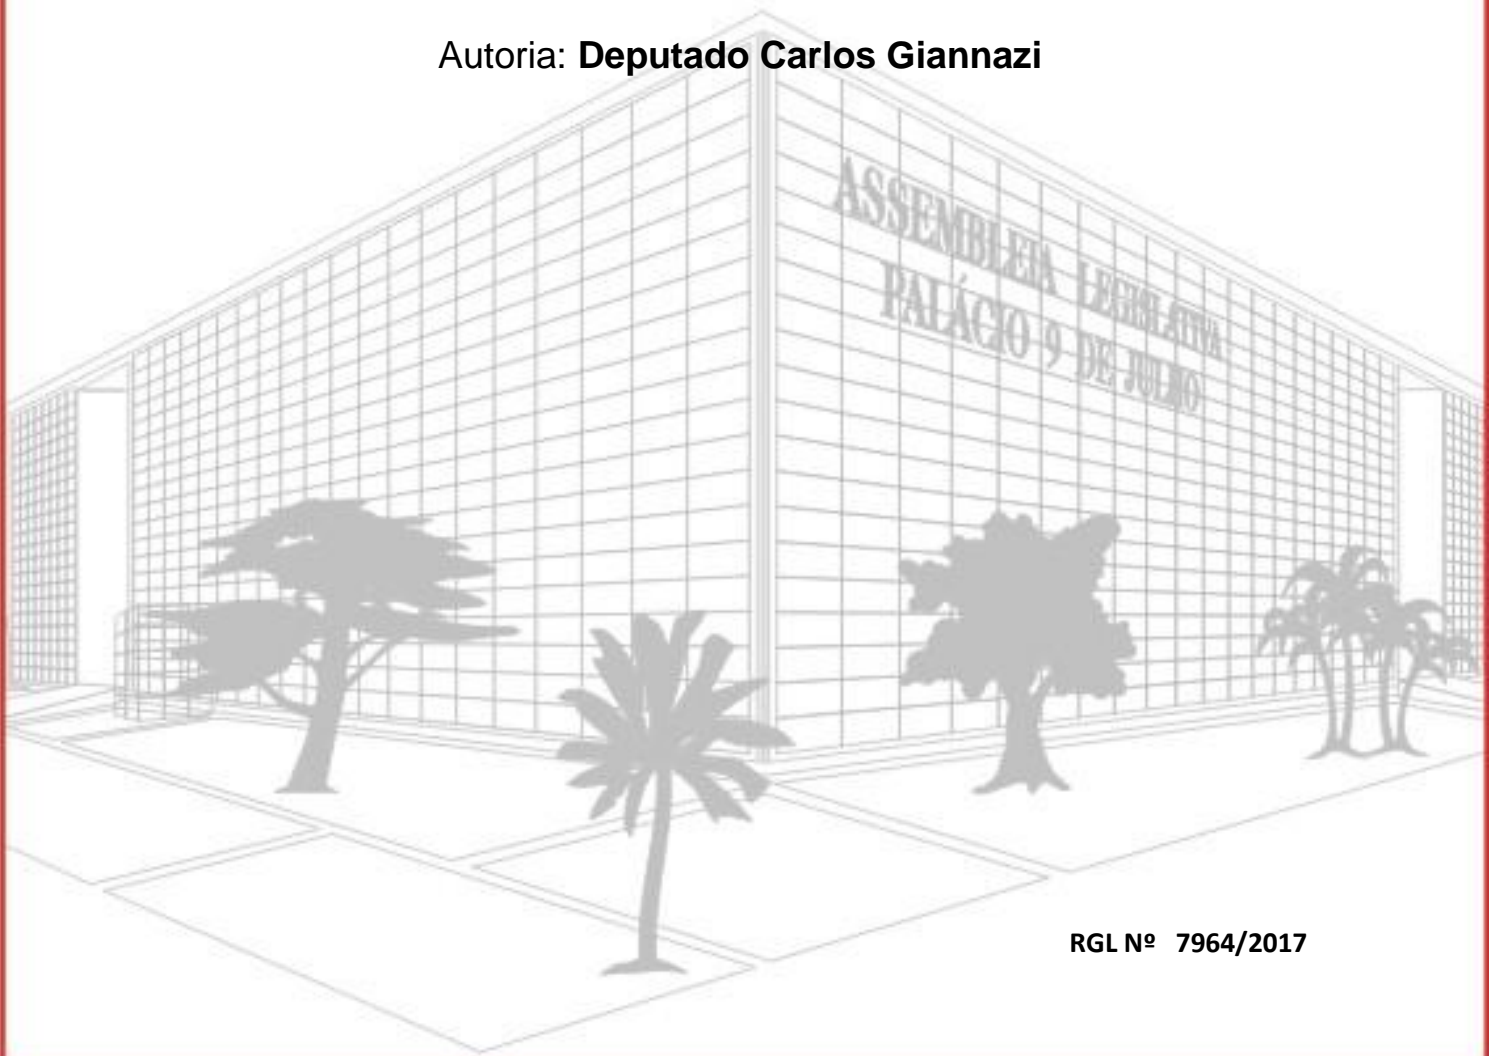 Autoria: Deputado Carlos Giannazi
ASSEMBLEIA LEGISLATIVA
PALÁCIO 9 DE JULHO
RGL Nº 7964/2017